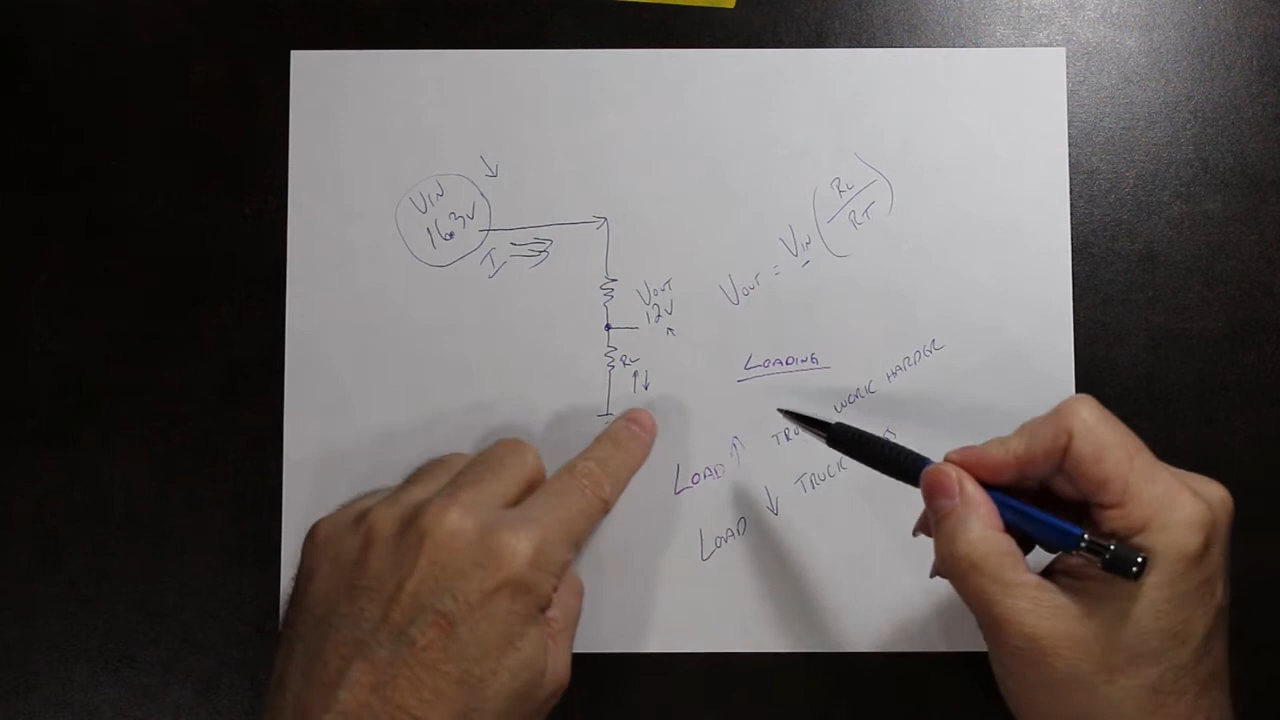 VIN
16.3V
I
VOUT
12V
RL
VOUT = VIN (RL / RT)
LOADING
LOAD ↑ WORK HARDER
LOAD ↓ TRUCK